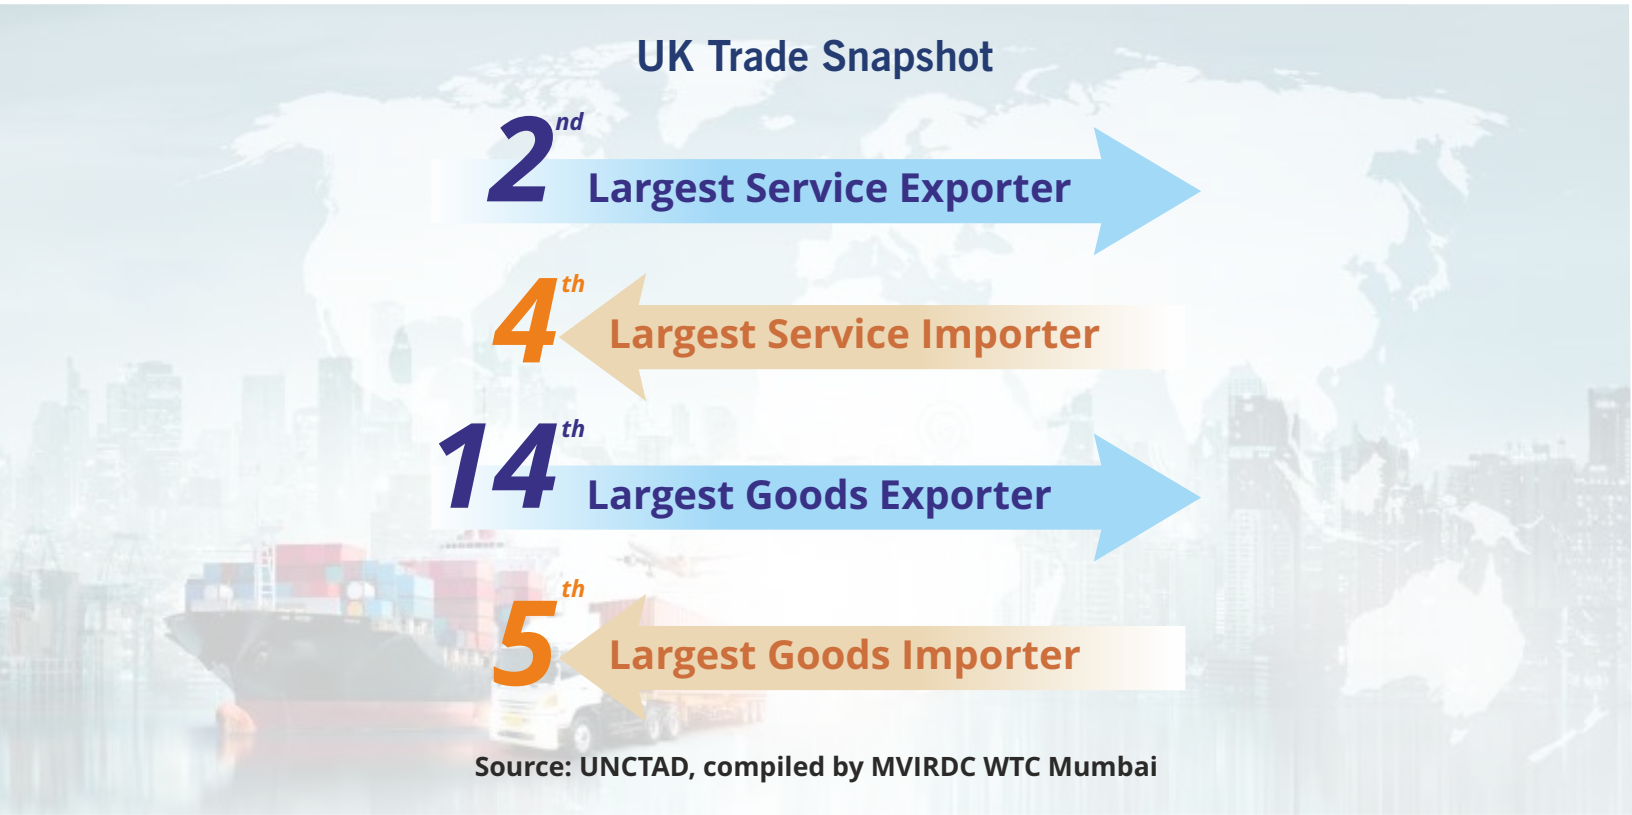 UK Trade Snapshot
2nd Largest Service Exporter
4th Largest Service Importer
14th Largest Goods Exporter
5th Largest Goods Importer
Source: UNCTAD, compiled by MVIRDC WTC Mumbai